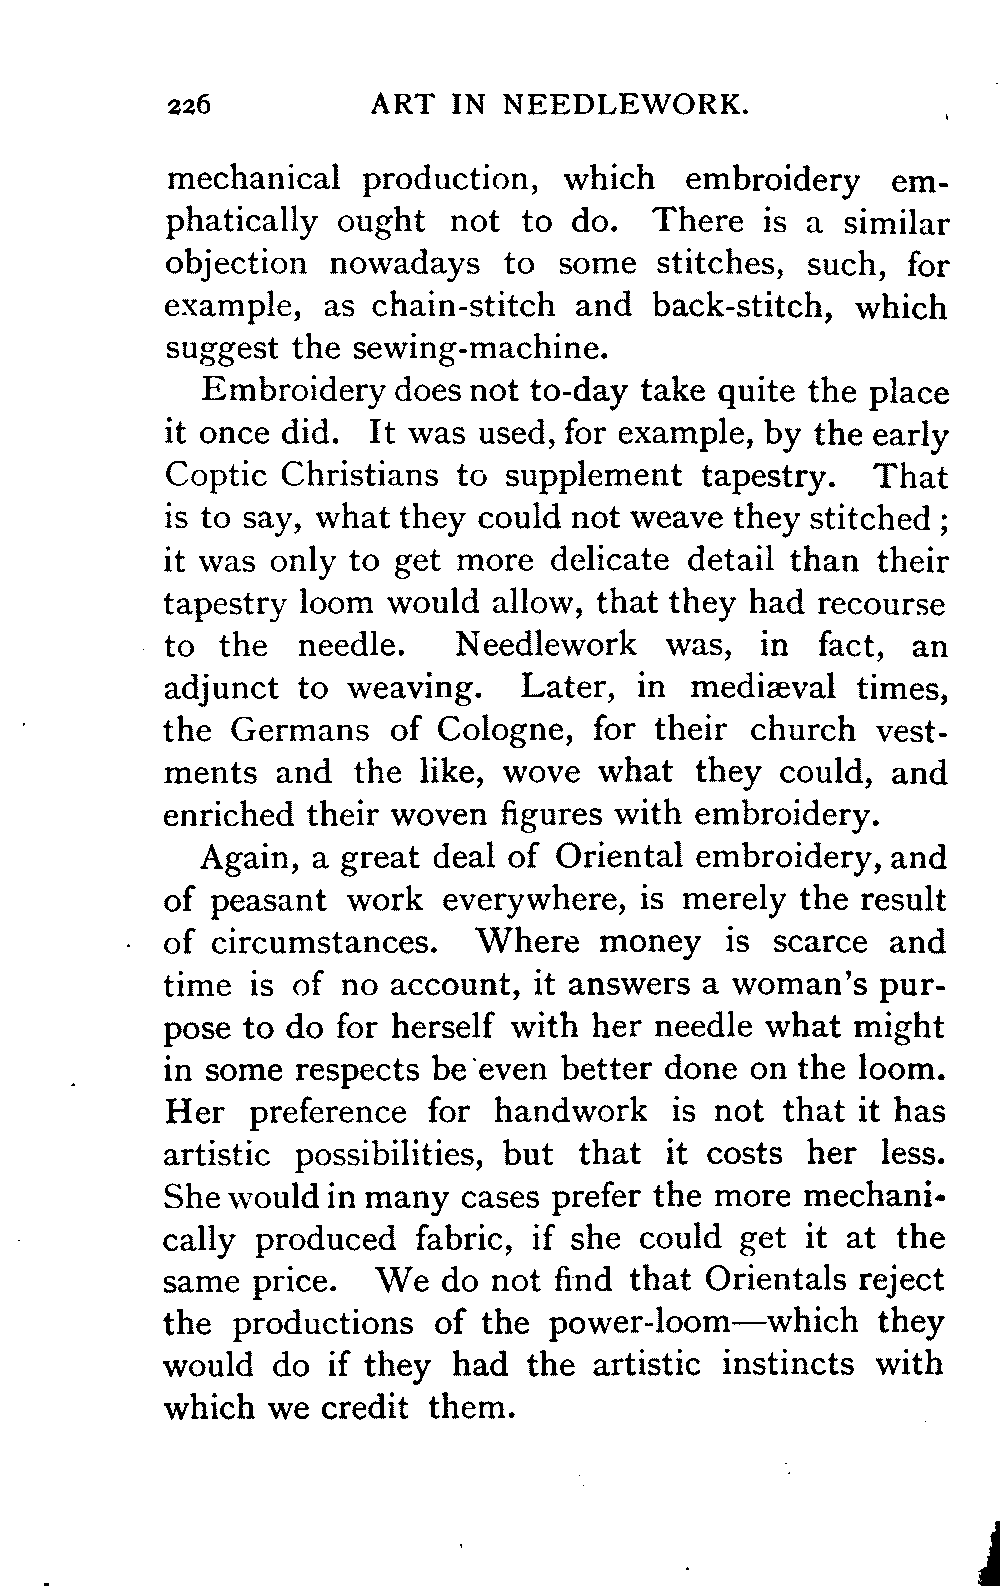 226 ART IN NEEDLEWORK.
mechanical production, which embroidery em-
phatically ought not to do. There is a similar
objection nowadays to some stitches, such, for
example, as chain-stitch and back-stitch, which
suggest the sewing-machine.
Embroidery does not to-day take quite the place
it once did. It was used, for example, by the early
Coptic Christians to supplement tapestry. That
is to say, what they could not weave they stitched ;
it was only to get more delicate detail than their
tapestry loom would allow, that they had recourse
to the needle. Needlework was, in fact, an
adjunct to weaving. Later, in mediæval times,
the Germans of Cologne, for their church vest-
ments and the like, wove what they could, and
enriched their woven figures with embroidery.
Again, a great deal of Oriental embroidery, and
of peasant work everywhere, is merely the result
of circumstances. Where money is scarce and
time is of no account, it answers a woman's pur-
pose to do for herself with her needle what might
in some respects be even better done on the loom.
Her preference for handwork is not that it has
artistic possibilities, but that it costs her less.
She would in many cases prefer the more mechani-
cally produced fabric, if she could get it at the
same price. We do not find that Orientals reject
the productions of the power-loom—which they
would do if they had the artistic instincts with
which we credit them.